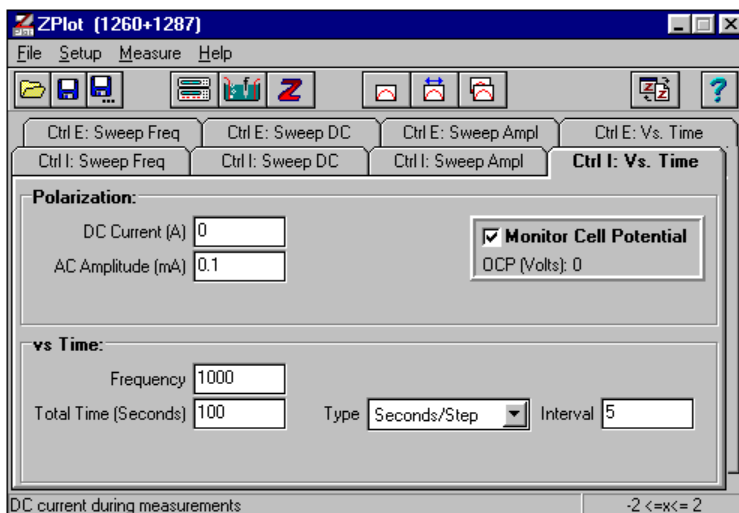 ZPlot (1260+1287)
File Setup Measure Help
Ctrl E: Sweep Freq Ctrl E: Sweep DC Ctrl E: Sweep Ampl Ctrl E: Vs. Time
Ctrl I: Sweep Freq Ctrl I: Sweep DC Ctrl I: Sweep Ampl Ctrl I: Vs. Time
Polarization:
DC Current (A) 0
Monitor Cell Potential
AC Amplitude (mA) 0.1
OCP (Volts): 0
vs Time:
Frequency 1000
Total Time (Seconds) 100 Type Seconds/Step Interval 5
DC current during measurements -2 <=x<= 2